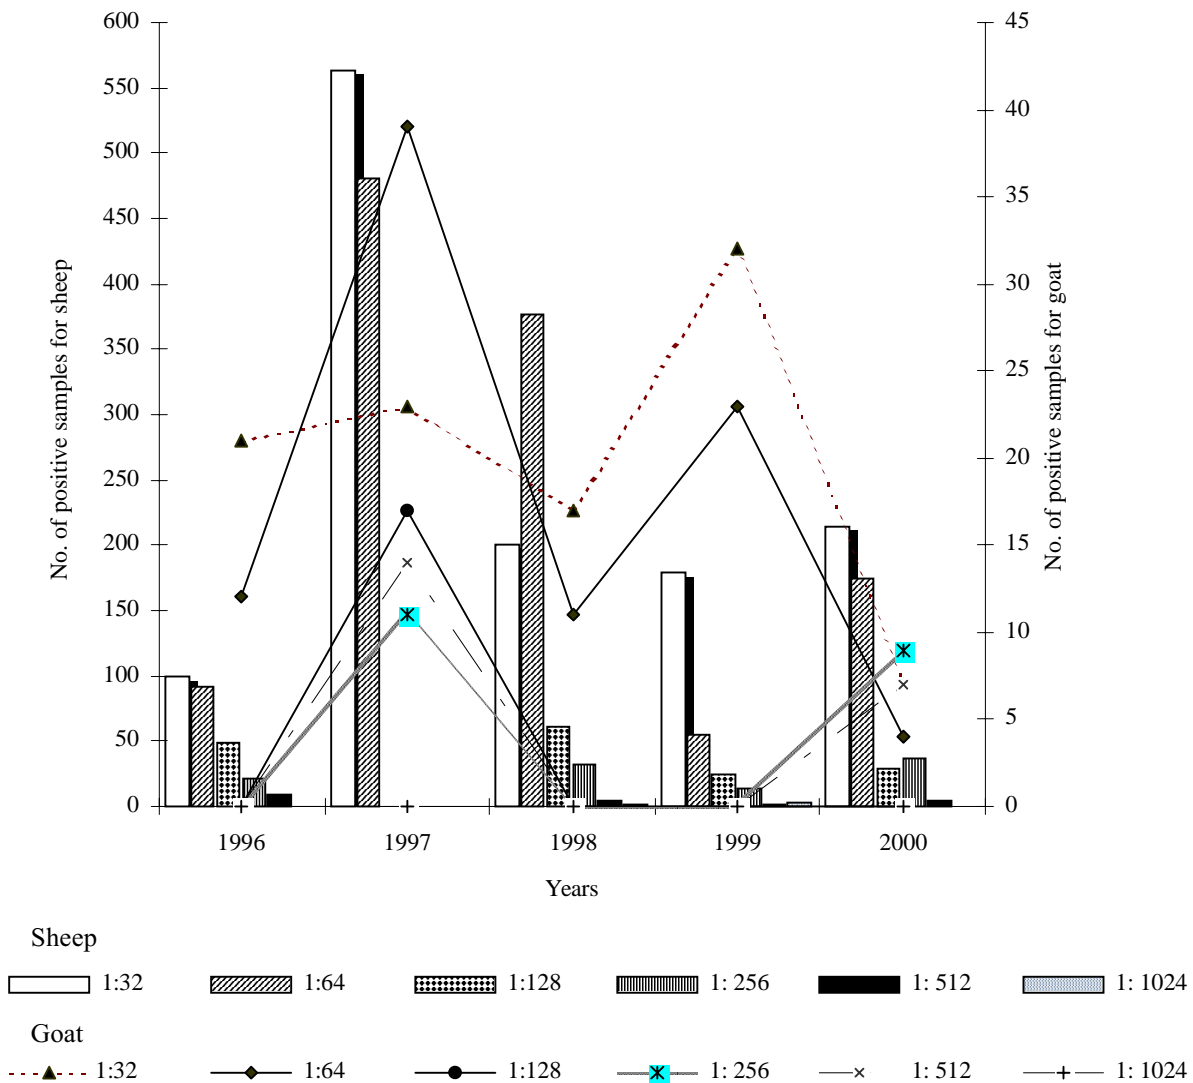 600
550
500
450
400
350
300
250
200
150
100
50
0
No. of positive samples for sheep
45
40
35
30
25
20
15
10
5
0
No. of positive samples for goat
1996 1997 1998 1999 2000
Years
Sheep
1:32 1:64 1:128 1: 256 1: 512 1: 1024
Goat
1:32 1:64 1:128 1: 256 1: 512 1: 1024